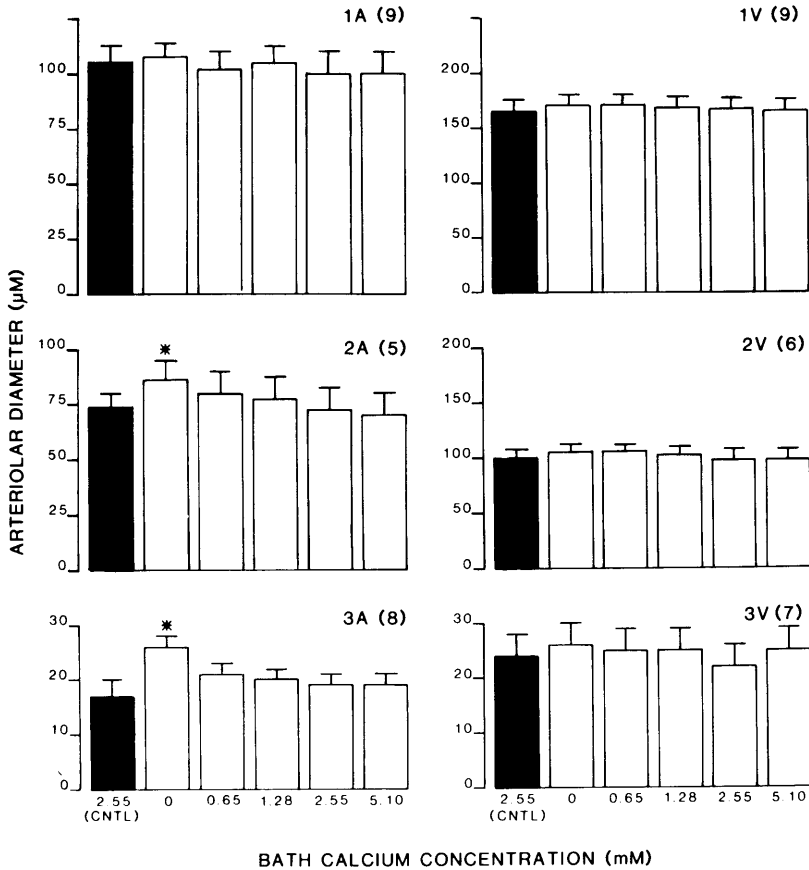 1A (9)
100
75
50
25
0
1V (9)
200
150
100
50
0
ARTERIOLAR DIAMETER (µM)
2A (5)
100
75
50
25
0
*
2V (6)
200
150
100
50
0
3A (8)
30
20
10
0
*
3V (7)
30
20
10
0
2.55 0 0.65 1.28 2.55 5.10
(CNTL)
2.55 0 0.65 1.28 2.55 5.10
(CNTL)
BATH CALCIUM CONCENTRATION (mM)